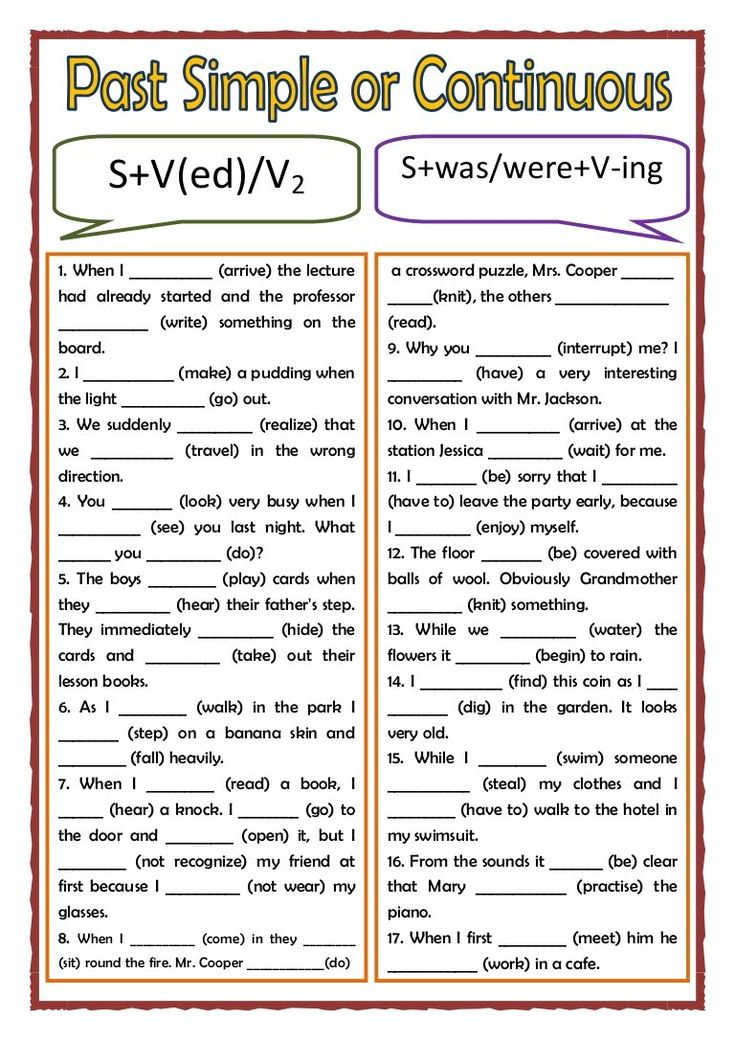 Past Simple or Continuous
S+V(ed)/V₂
S+was/were+V-ing
1. When I __________ (arrive) the lecture
had already started and the professor
___________ (write) something on the
board.
2. I ___________ (make) a pudding when
the light __________ (go) out.
3. We suddenly _________ (realize) that
we __________ (travel) in the wrong
direction.
4. You _______ (look) very busy when I
__________ (see) you last night. What
______ you _________ (do)?
5. The boys ________ (play) cards when
they _________ (hear) their father's step.
They immediately _________ (hide) the
cards and _________ (take) out their
lesson books.
6. As I ________ (walk) in the park I
_______ (step) on a banana skin and
________ (fall) heavily.
7. When I ________ (read) a book, I
_____ (hear) a knock. I _______ (go) to
the door and ________ (open) it, but I
________ (not recognize) my friend at
first because I _________ (not wear) my
glasses.
8. When I __________ (come) in they ________
(sit) round the fire. Mr. Cooper ____________(do)
a crossword puzzle, Mrs. Cooper ______
_____(knit), the others ______________
(read).
9. Why you _________ (interrupt) me? I
_________ (have) a very interesting
conversation with Mr. Jackson.
10. When I __________ (arrive) at the
station Jessica _________ (wait) for me.
11. I _______ (be) sorry that I _________
(have to) leave the party early, because
I _________ (enjoy) myself.
12. The floor _______ (be) covered with
balls of wool. Obviously Grandmother
_________ (knit) something.
13. While we _________ (water) the
flowers it _________ (begin) to rain.
14. I __________ (find) this coin as I ____
_______ (dig) in the garden. It looks
very old.
15. While I ________ (swim) someone
__________ (steal) my clothes and I
________ (have to) walk to the hotel in
my swimsuit.
16. From the sounds it ______ (be) clear
that Mary ___________ (practise) the
piano.
17. When I first ________ (meet) him he
___________ (work) in a cafe.